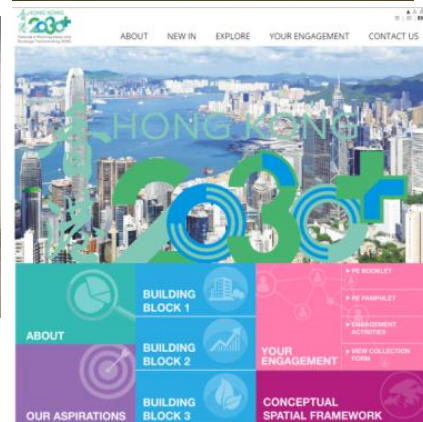 HONG KONG
2030+
ABOUT
NEW IN
EXPLORE
YOUR ENGAGEMENT
CONTACT US
香港
HONG KONG
2030+
ABOUT
BUILDING
BLOCK 1
BUILDING
BLOCK 2
YOUR
ENGAGEMENT
PE BOOKLET
PE PAMPHLET
ENGAGEMENT
ACTIVITIES
VIEW COLLECTION
FORM
OUR ASPIRATIONS
BUILDING
BLOCK 3
CONCEPTUAL
SPATIAL FRAMEWORK